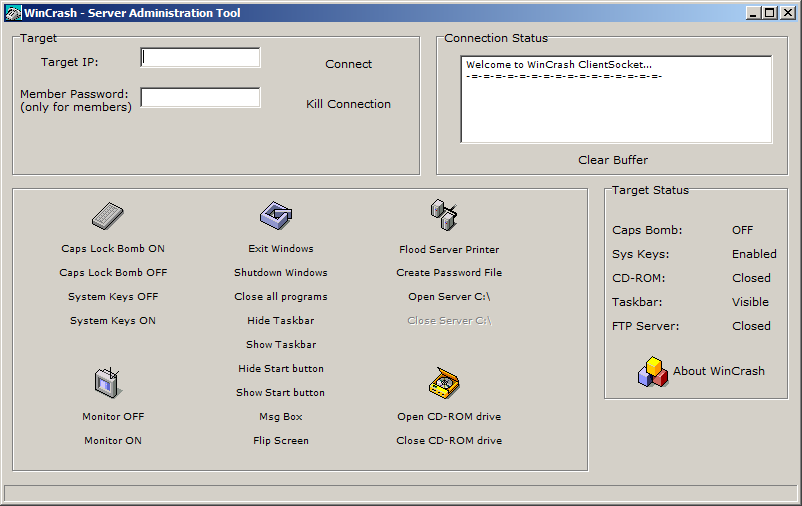 WinCrash - Server Administration Tool
Target
Target IP:
Connect
Member Password:
(only for members)
Kill Connection
Connection Status
Welcome to WinCrash ClientSocket...
-=-=-=-=-=-=-=-=-=-=-=-=-=-=-=-=-
Clear Buffer
Caps Lock Bomb ON
Caps Lock Bomb OFF
System Keys OFF
System Keys ON
Monitor OFF
Monitor ON
Exit Windows
Shutdown Windows
Close all programs
Hide Taskbar
Show Taskbar
Hide Start button
Show Start button
Msg Box
Flip Screen
Flood Server Printer
Create Password File
Open Server C:\
Close Server C:\
Open CD-ROM drive
Close CD-ROM drive
Target Status
Caps Bomb: OFF
Sys Keys: Enabled
CD-ROM: Closed
Taskbar: Visible
FTP Server: Closed
About WinCrash